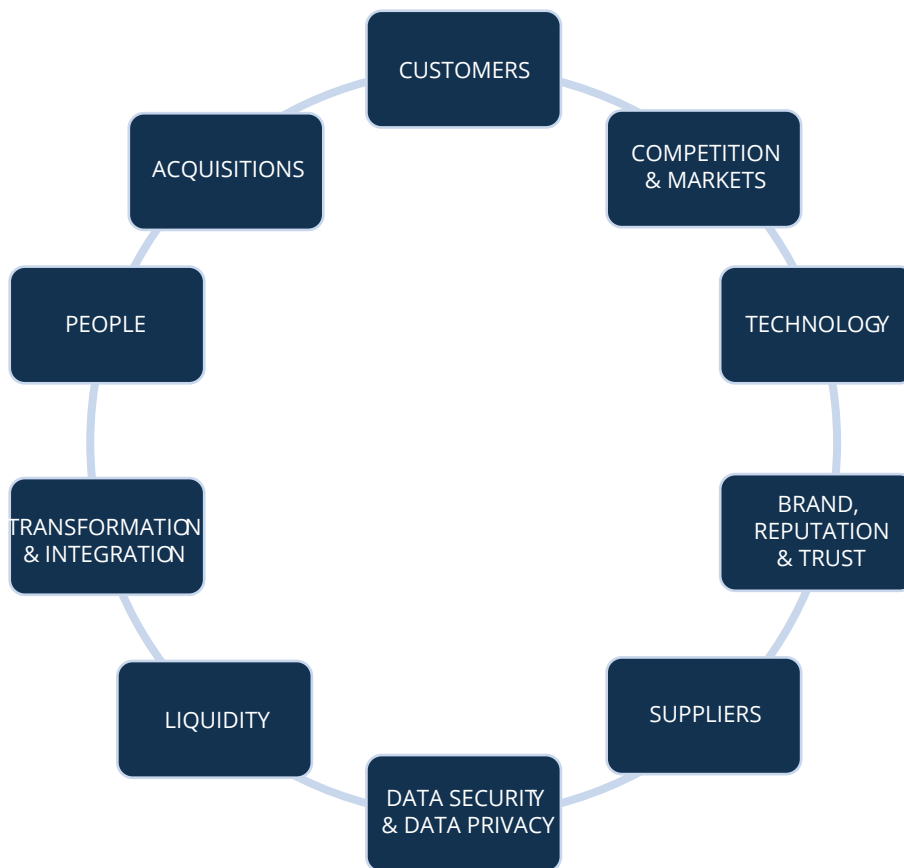 CUSTOMERS
COMPETITION
& MARKETS
TECHNOLOGY
BRAND,
REPUTATION
& TRUST
SUPPLIERS
DATA SECURITY
& DATA PRIVACY
LIQUIDITY
TRANSFORMATION
& INTEGRATION
PEOPLE
ACQUISITIONS